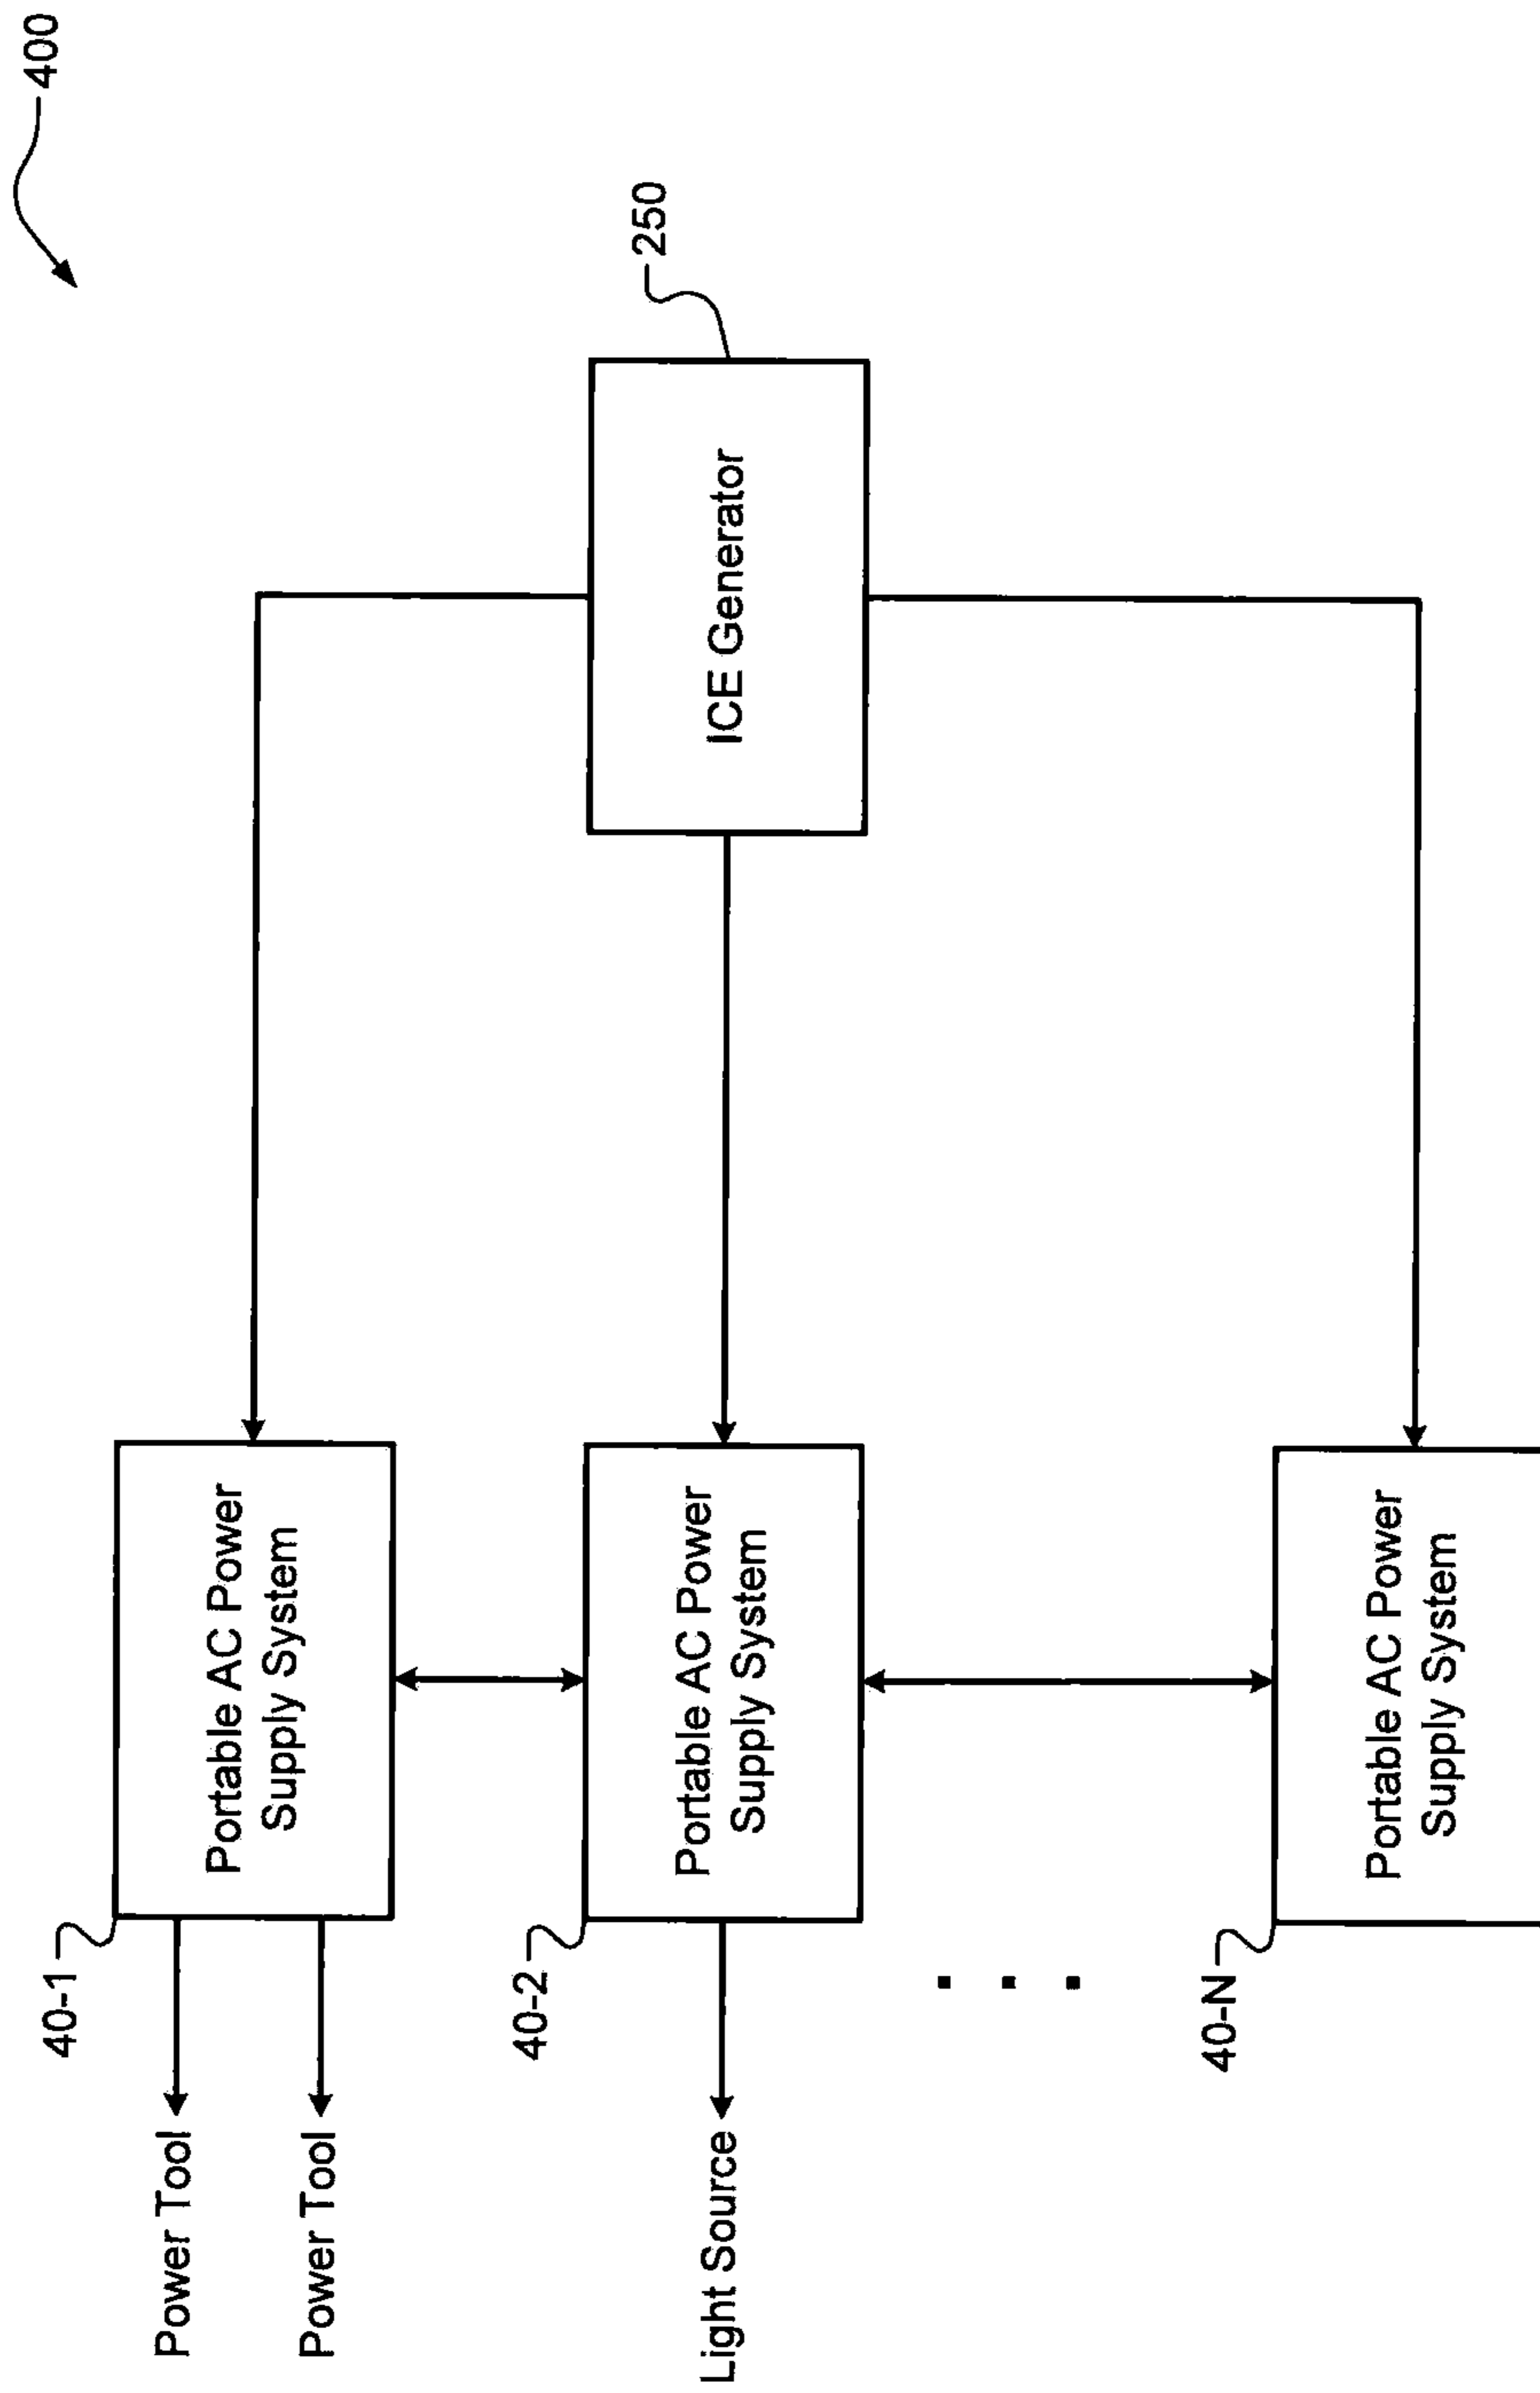 400
250
ICE Generator
40-1
Portable AC Power
Supply System
Power Tool
Power Tool
40-2
Portable AC Power
Supply System
Light Source
. . .
40-N
Portable AC Power
Supply System